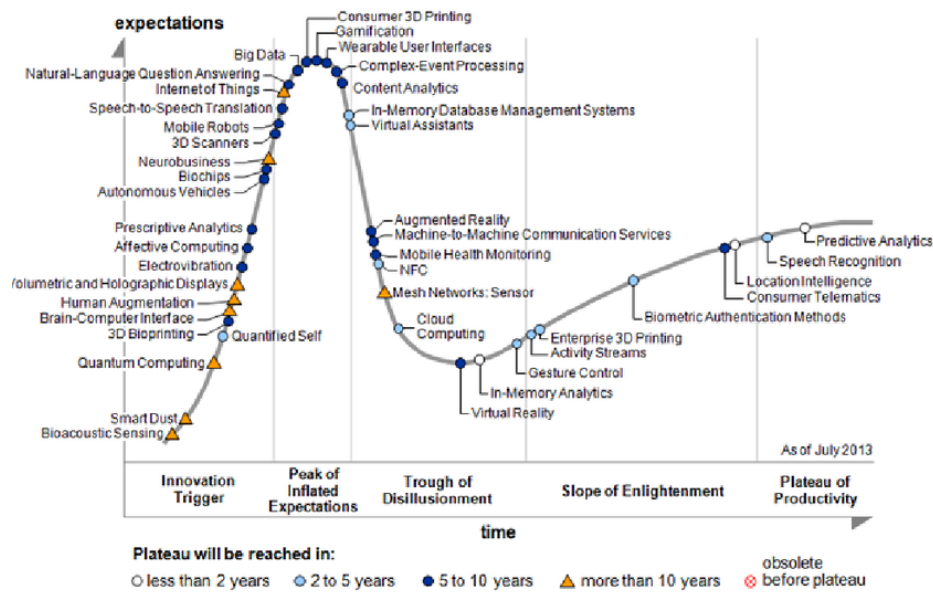 expectations
Consumer 3D Printing
Gamification
Wearable User Interfaces
Big Data
Complex-Event Processing
Natural-Language Question Answering
Internet of Things
Content Analytics
Speech-to-Speech Translation
In-Memory Database Management Systems
Mobile Robots
Virtual Assistants
3D Scanners
Neurobusiness
Biochips
Autonomous Vehicles
Prescriptive Analytics
Augmented Reality
Machine-to-Machine Communication Services
Affective Computing
Mobile Health Monitoring
Electrovibration
NFC
Volumetric and Holographic Displays
Mesh Networks: Sensor
Human Augmentation
Brain-Computer Interface
Cloud
Computing
3D Bioprinting
Quantified Self
Quantum Computing
Smart Dust
Bioacoustic Sensing
Predictive Analytics
Speech Recognition
Location Intelligence
Consumer Telematics
Biometric Authentication Methods
Enterprise 3D Printing
Activity Streams
Gesture Control
In-Memory Analytics
Virtual Reality
As of July 2013
Innovation
Trigger
Peak of
Inflated
Expectations
Trough of
Disillusionment
Slope of Enlightenment
Plateau of
Productivity
time
Plateau will be reached in:
less than 2 years
2 to 5 years
5 to 10 years
more than 10 years
obsolete
before plateau